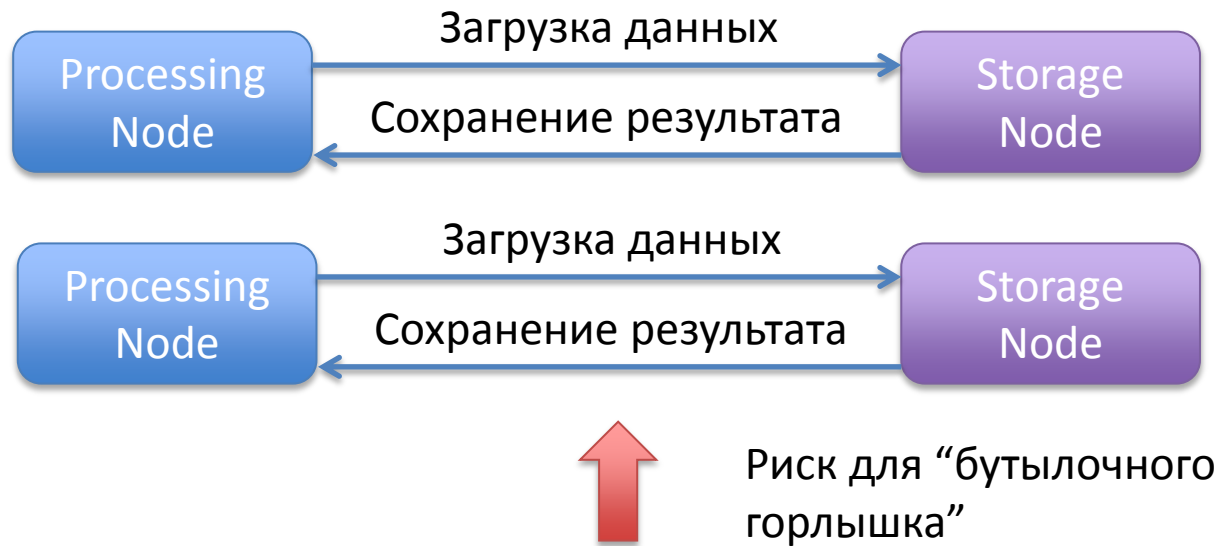 Загрузка данных
Processing
Node
Storage
Node
Сохранение результата
Загрузка данных
Processing
Node
Storage
Node
Сохранение результата
Риск для “бутылочного
горлышка”